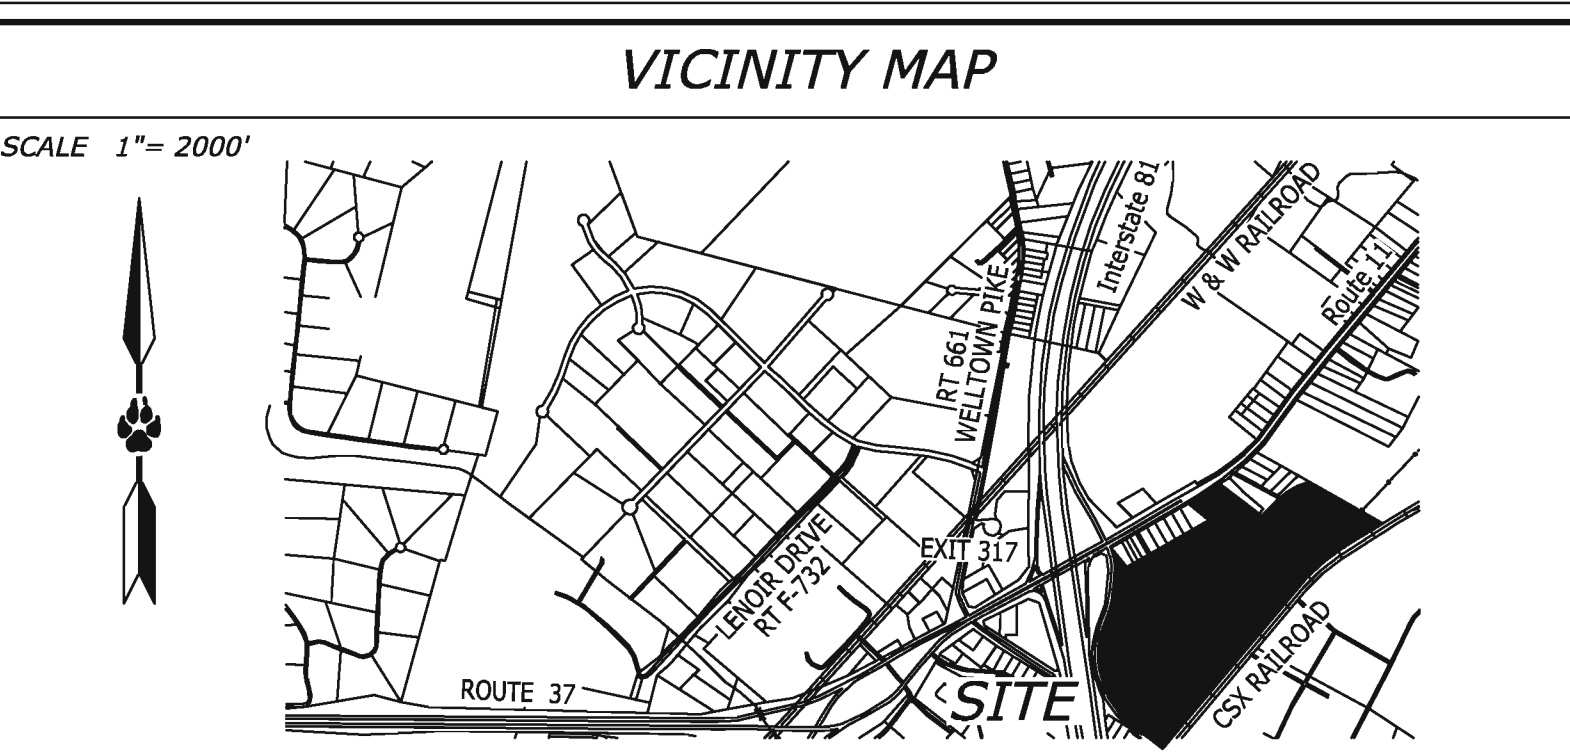 VICINITY MAP
SCALE 1"= 2000'
Interstate 81
W & W RAILROAD
Route 11
RT 661
WELLTOWN PIKE
EXIT 317
LENOIR DRIVE
RT F-732
ROUTE 37
SITE
CSX RAILROAD